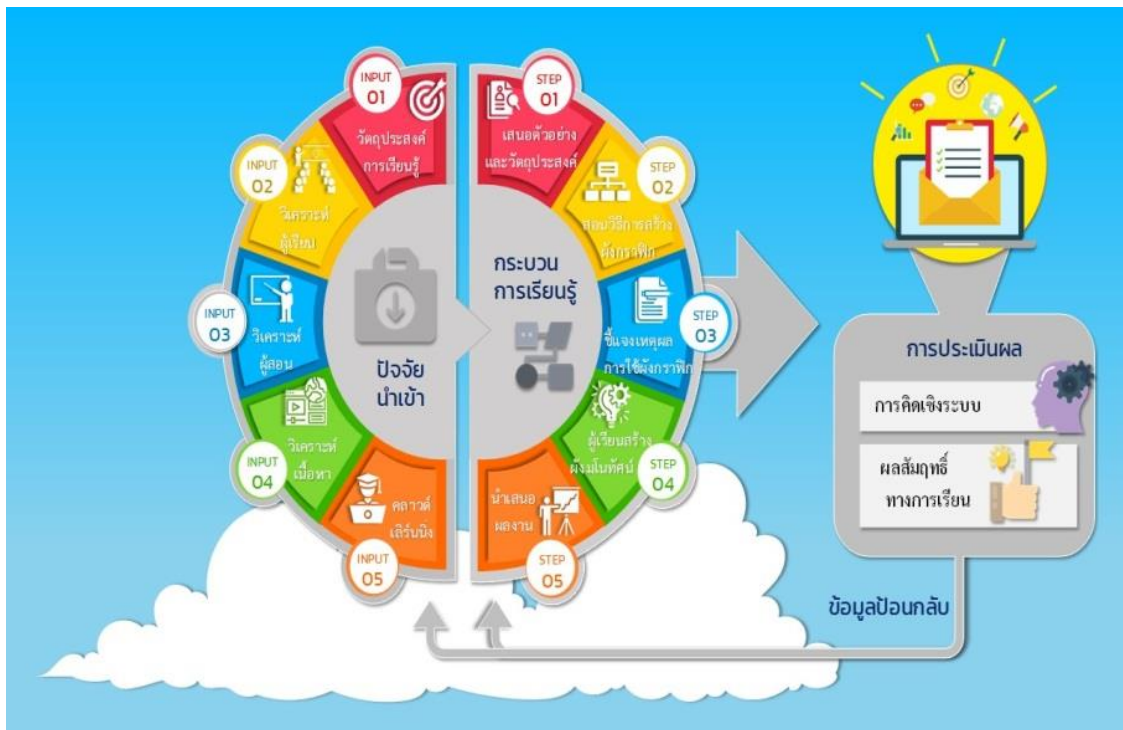 INPUT
01
วัตถุประสงค์
การเรียนรู้
INPUT
02
วิเคราะห์
ผู้เรียน
INPUT
03
วิเคราะห์
ผู้สอน
INPUT
04
วิเคราะห์
เนื้อหา
INPUT
05
คลาวด์
เลิร์นนิง
ปัจจัย
นำเข้า
กระบวน
การเรียนรู้
STEP
01
เสนอตัวอย่าง
และวัตถุประสงค์
STEP
02
สอนวิธีการสร้าง
ผังกราฟิก
STEP
03
ชี้แจงเหตุผล
การใช้ผังกราฟิก
STEP
04
ผู้เรียนสร้าง
ผังมโนทัศน์
STEP
05
นำเสนอ
ผลงาน
การประเมินผล
การคิดเชิงระบบ
ผลสัมฤทธิ์
ทางการเรียน
ข้อมูลป้อนกลับ